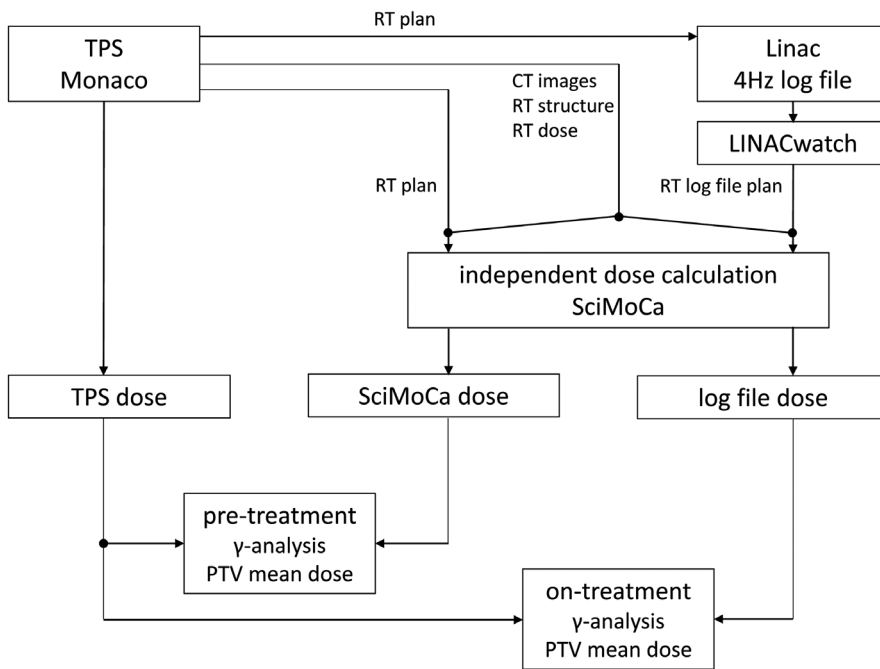 RT plan
TPS
Monaco
Linac
4Hz log file
CT images
RT structure
RT dose
LINACwatch
RT plan
RT log file plan
independent dose calculation
SciMoCa
TPS dose
SciMoCa dose
log file dose
pre-treatment
γ-analysis
PTV mean dose
on-treatment
γ-analysis
PTV mean dose